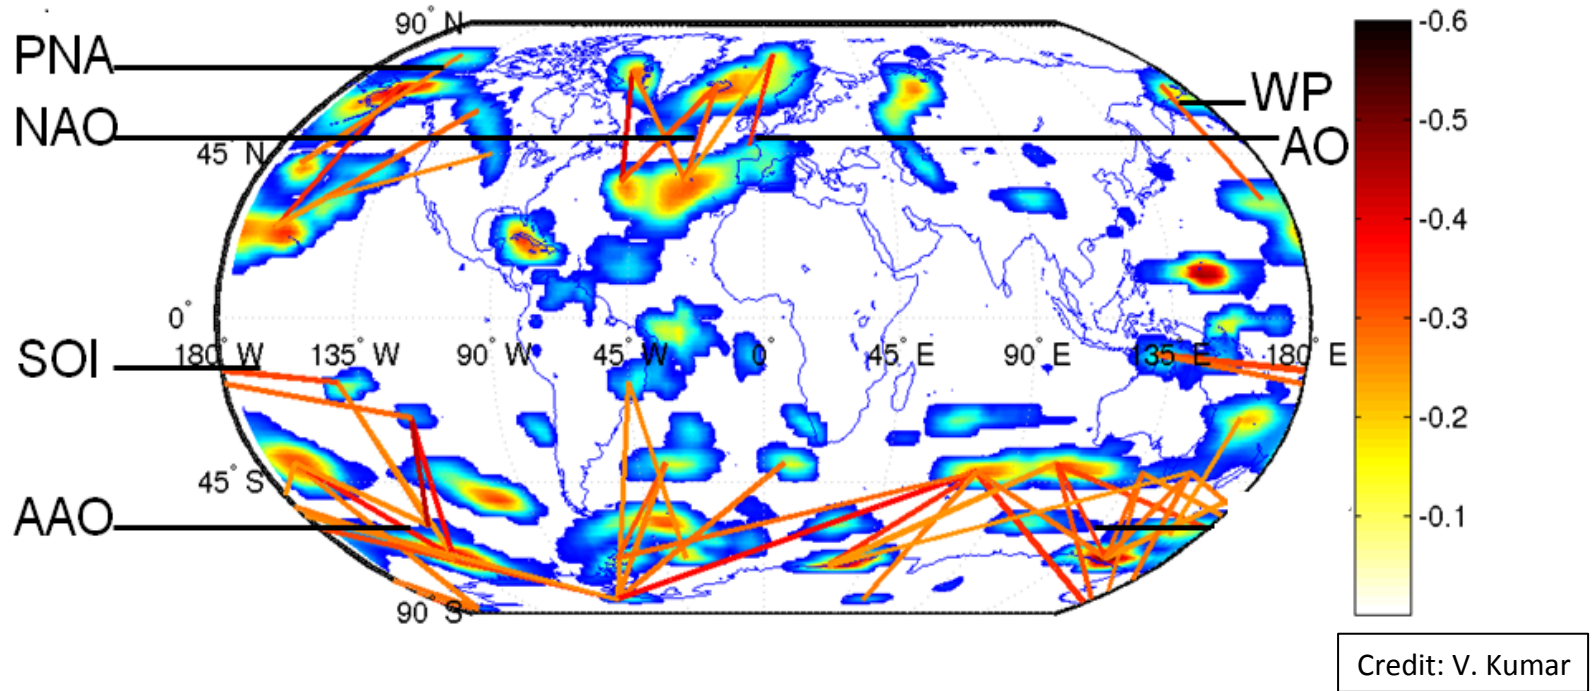 90° N
PNA
NAO
45° N
WP
AO
0°
180° W 135° W 90° W 45° W 0° 45° E 90° E 135° E 180° E
SOI
45° S
AAO
90° S
-0.6
-0.5
-0.4
-0.3
-0.2
-0.1
Credit: V. Kumar